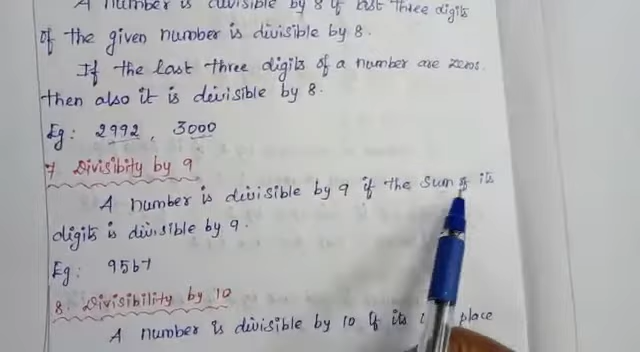 A number is divisible by 8 if last three digits
of the given number is divisible by 8.
If the last three digits of a number are zeros.
then also it is devisible by 8.
Eg: 2992, 3000
7 Divisibity by 9
A number is devisible by 9 if the sum of its
digits is divisible by 9.
Eg: 9567
8. Divisibility by 10
A number is divisible by 10 if its place